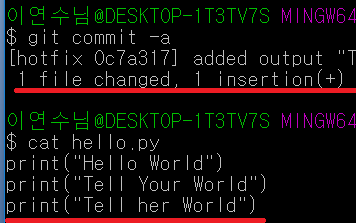 이연수님@DESKTOP-1T3TV7S MINGW64
$ git commit -a
[hotfix 0c7a317] added output "T
1 file changed, 1 insertion(+)
이연수님@DESKTOP-1T3TV7S MINGW64
$ cat hello.py
print("Hello World")
print("Tell Your World")
print("Tell her World")